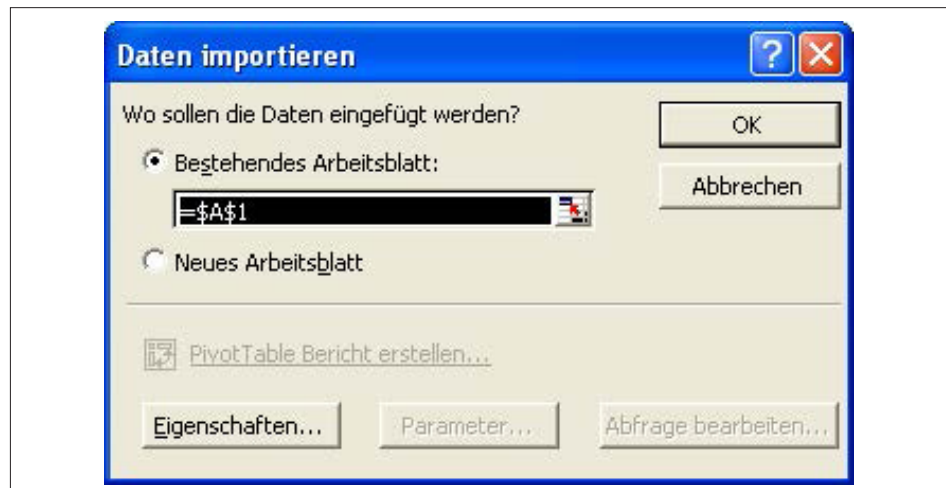 Daten importieren
Wo sollen die Daten eingefügt werden?
OK
Bestehendes Arbeitsblatt:
Abbrechen
=$A$1
Neues Arbeitsblatt
PivotTable Bericht erstellen...
Eigenschaften...
Parameter...
Abfrage bearbeiten...